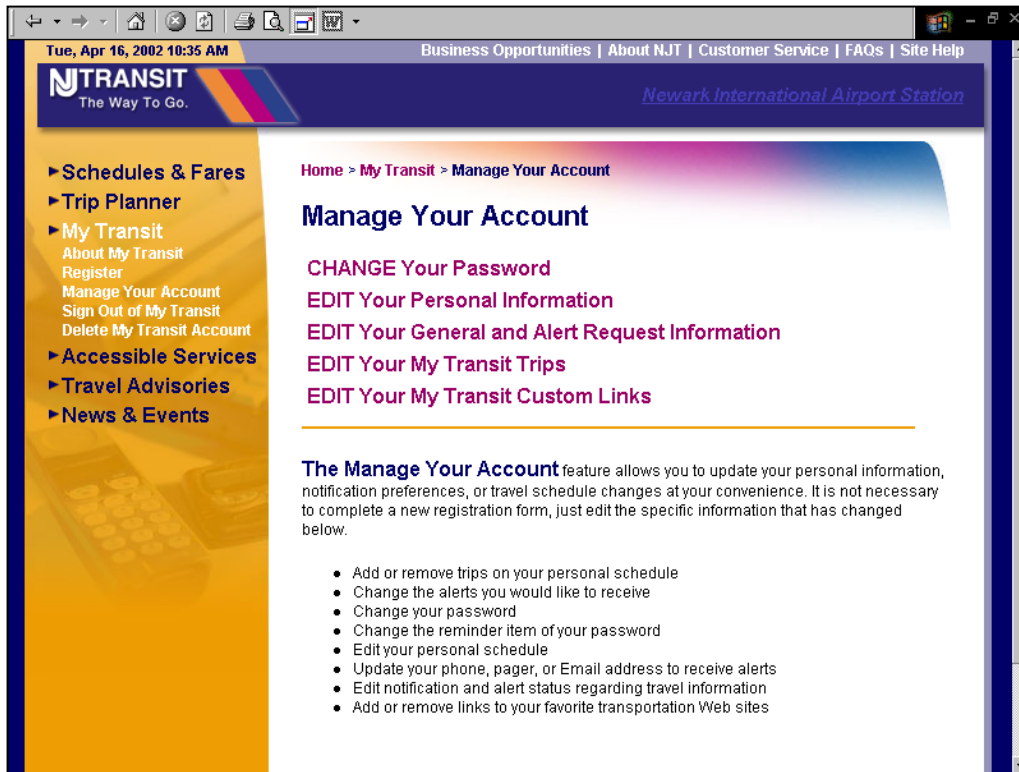 Tue, Apr 16, 2002 10:35 AM
Business Opportunities | About NJT | Customer Service | FAQs | Site Help
NJTRANSIT
The Way To Go.
Newark International Airport Station
Schedules & Fares
Trip Planner
My Transit
About My Transit
Register
Manage Your Account
Sign Out of My Transit
Delete My Transit Account
Accessible Services
Travel Advisories
News & Events
Home > My Transit > Manage Your Account
Manage Your Account
CHANGE Your Password
EDIT Your Personal Information
EDIT Your General and Alert Request Information
EDIT Your My Transit Trips
EDIT Your My Transit Custom Links
The Manage Your Account feature allows you to update your personal information,
notification preferences, or travel schedule changes at your convenience. It is not necessary
to complete a new registration form, just edit the specific information that has changed
below.
● Add or remove trips on your personal schedule
● Change the alerts you would like to receive
● Change your password
● Change the reminder item of your password
● Edit your personal schedule
● Update your phone, pager, or Email address to receive alerts
● Edit notification and alert status regarding travel information
● Add or remove links to your favorite transportation Web sites